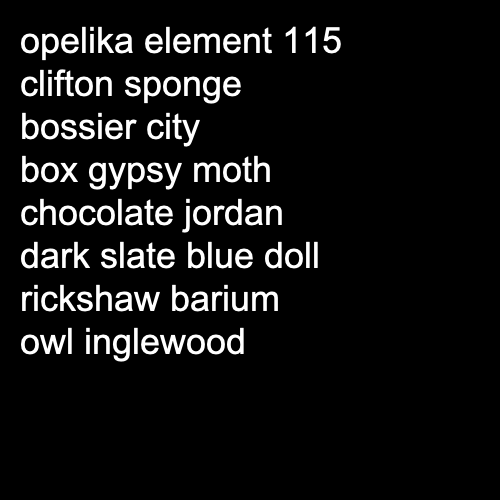 opelika element 115
clifton sponge
bossier city
box gypsy moth
chocolate jordan
dark slate blue doll
rickshaw barium
owl inglewood